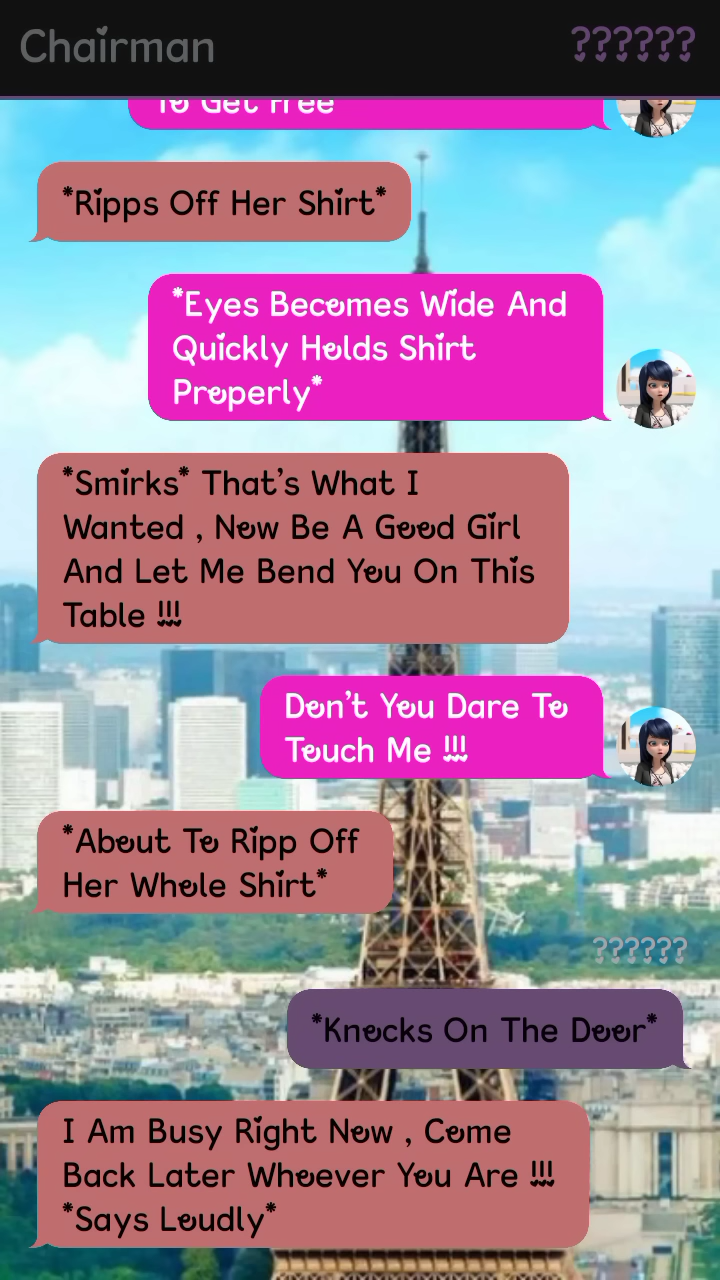 Chairman
??????
To Get Free
*Ripps Off Her Shirt*
*Eyes Becomes Wide And
Quickly Holds Shirt
Properly*
*Smirks* That's What I
Wanted , Now Be A Good Girl
And Let Me Bend You On This
Table !!!
Don't You Dare To
Touch Me !!!
*About To Ripp Off
Her Whole Shirt*
??????
*Knocks On The Door*
I Am Busy Right Now , Come
Back Later Whoever You Are !!!
*Says Loudly*